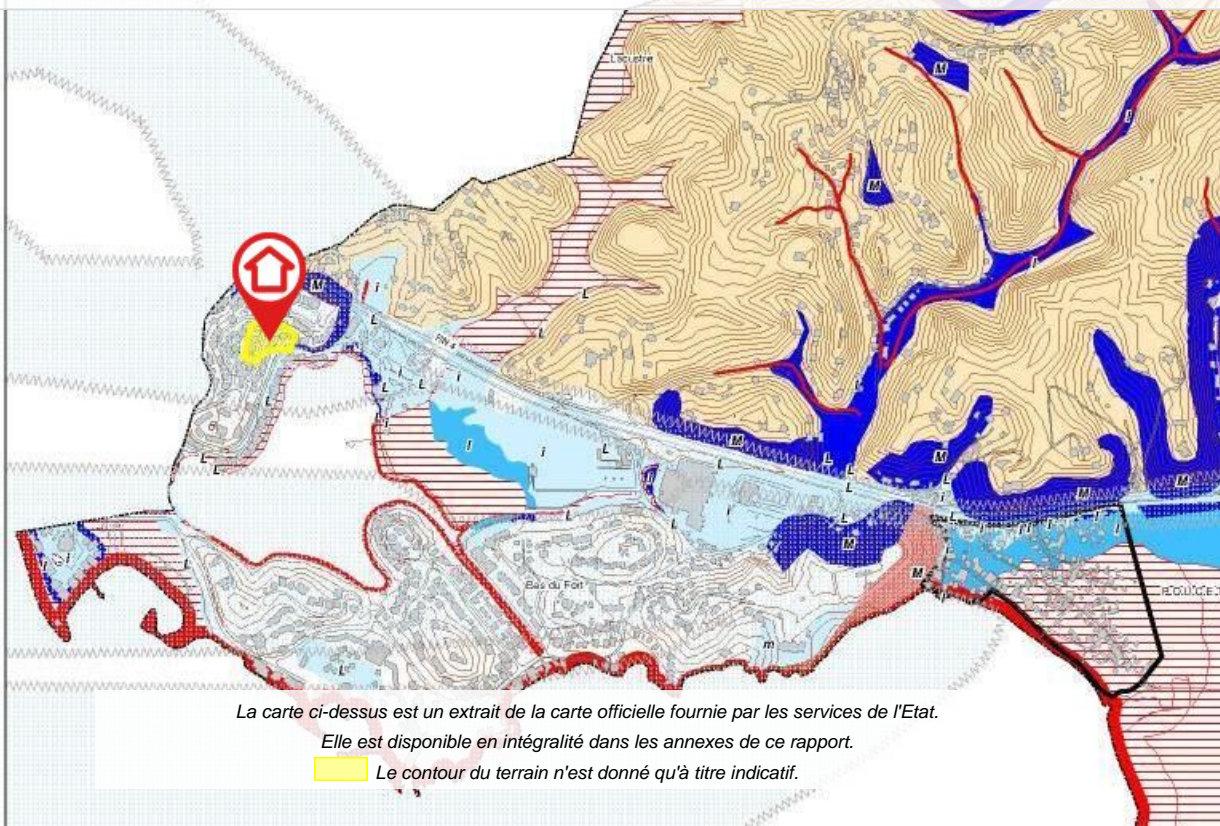 Lacustre
M
M
I
I
M
i
L
L
L
RN 4
i
L
i
L
L
L
L
i
I
i
L
M
L
L
L
M
L
i
M
M
L
L
i
L
i
M
L
I
i
L
M
I
Bas du Fort
M
m
L
La carte ci-dessus est un extrait de la carte officielle fournie par les services de l'Etat.
Elle est disponible en intégralité dans les annexes de ce rapport.
Le contour du terrain n'est donné qu'à titre indicatif.